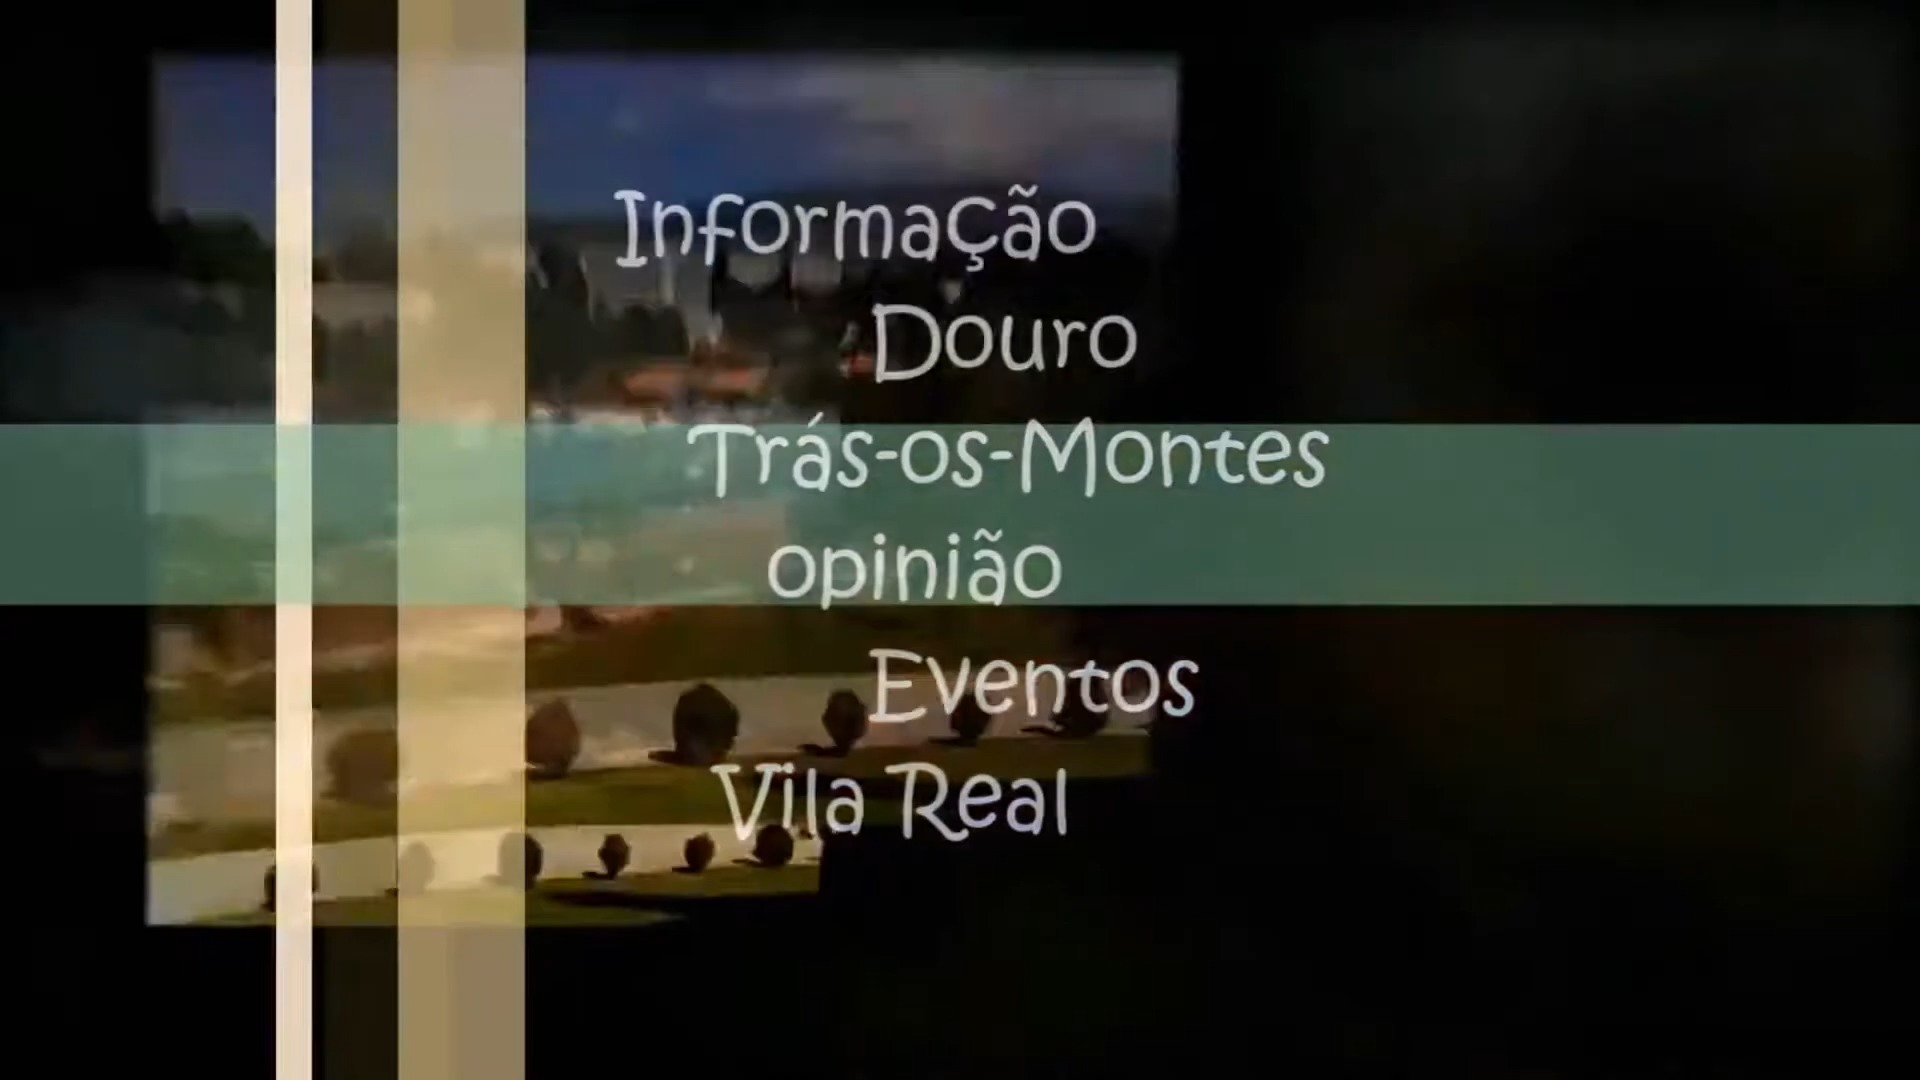 Informação
Douro
Trás-os-Montes
opinião
Eventos
Vila Real